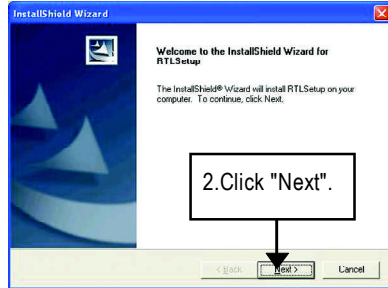 InstallShield Wizard
Welcome to the InstallShield Wizard for
RTLSetup
The InstallShield® Wizard will install RTLSetup on your
computer. To continue, click Next.
2.Click "Next".
< Back
Next >
Cancel